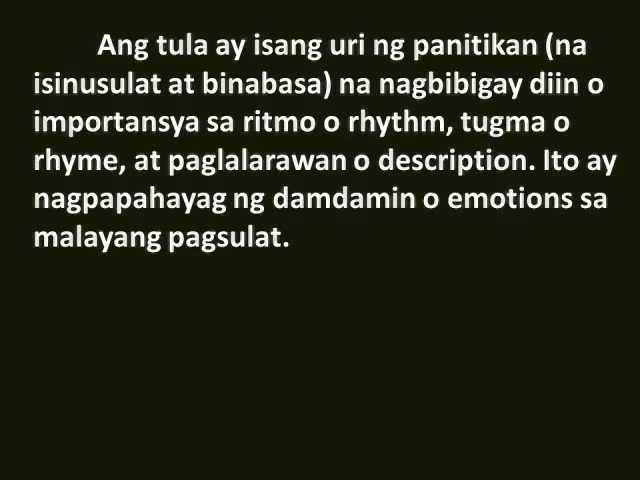 Ang tula ay isang uri ng panitikan (na
isinusulat at binabasa) na nagbibigay diin o
importansya sa ritmo o rhythm, tugma o
rhyme, at paglalarawan o description. Ito ay
nagpapahayag ng damdamin o emotions sa
malayang pagsulat.